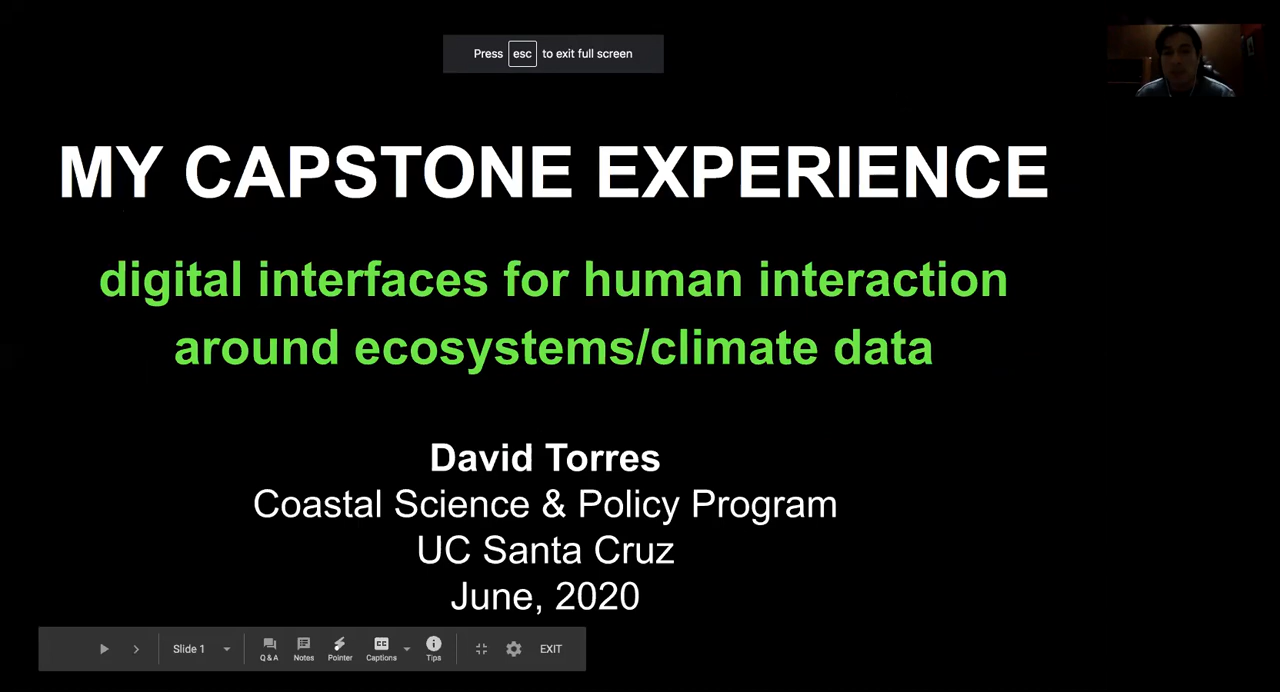 Press esc to exit full screen
MY CAPSTONE EXPERIENCE
digital interfaces for human interaction
around ecosystems/climate data
David Torres
Coastal Science & Policy Program
UC Santa Cruz
June, 2020
Slide 1
Q & A
Notes
Pointer
CC
Captions
Tips
EXIT